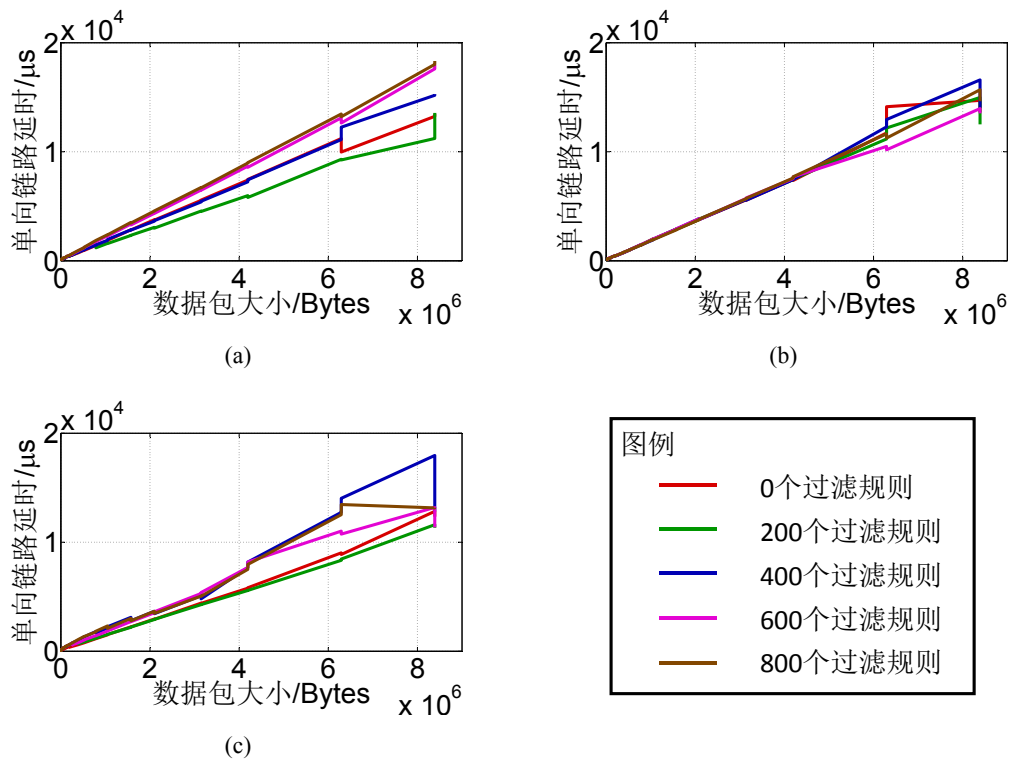 x 10^4
2
1
0
单向链路延时/μs
0 2 4 6 8
数据包大小/Bytes
x 10^6
(a)
x 10^4
2
1
0
单向链路延时/μs
0 2 4 6 8
数据包大小/Bytes
x 10^6
(b)
x 10^4
2
1
0
单向链路延时/μs
0 2 4 6 8
数据包大小/Bytes
x 10^6
(c)
图例
0个过滤规则
200个过滤规则
400个过滤规则
600个过滤规则
800个过滤规则